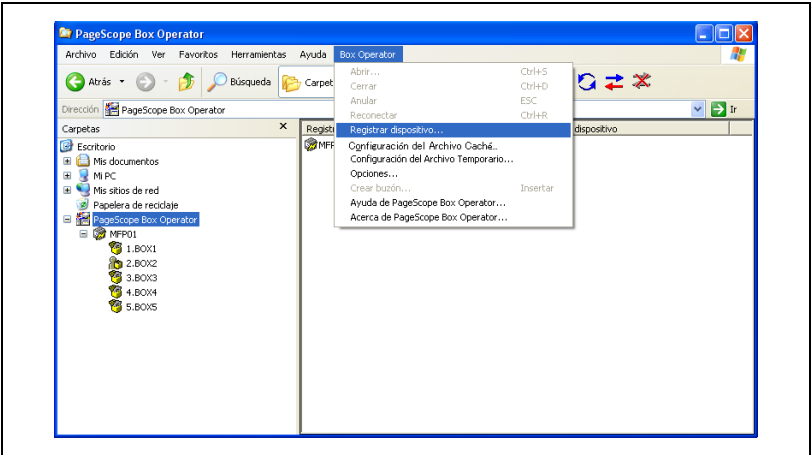 PageScope Box Operator
Archivo Edición Ver Favoritos Herramientas Ayuda Box Operator
Atrás Búsqueda Carpet
Dirección PageScope Box Operator Ir
Carpetas
Escritorio
Mis documentos
Mi PC
Mis sitios de red
Papelera de reciclaje
PageScope Box Operator
MFP01
1.BOX1
2.BOX2
3.BOX3
4.BOX4
5.BOX5
Abrir... Ctrl+S
Cerrar Ctrl+D
Anular ESC
Reconectar Ctrl+R
Registrar dispositivo...
Configuración del Archivo Caché..
Configuración del Archivo Temporario...
Opciones...
Crear buzón... Insertar
Ayuda de PageScope Box Operator...
Acerca de PageScope Box Operator...
Registr dispositivo
MFP